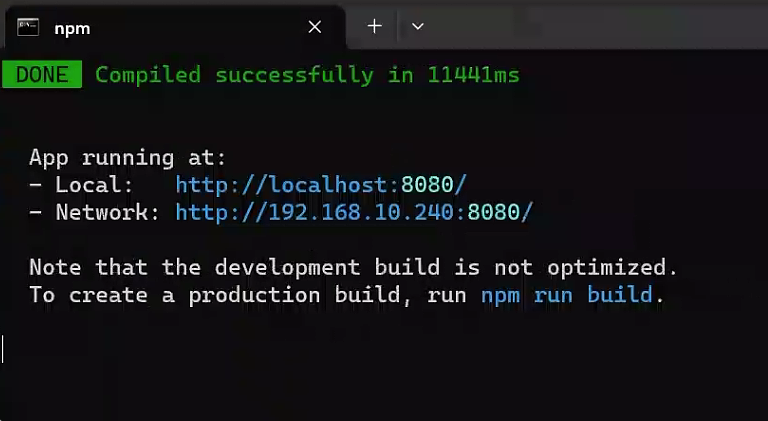 npm
DONE Compiled successfully in 11441ms
App running at:
- Local: http://localhost:8080/
- Network: http://192.168.10.240:8080/
Note that the development build is not optimized.
To create a production build, run npm run build.